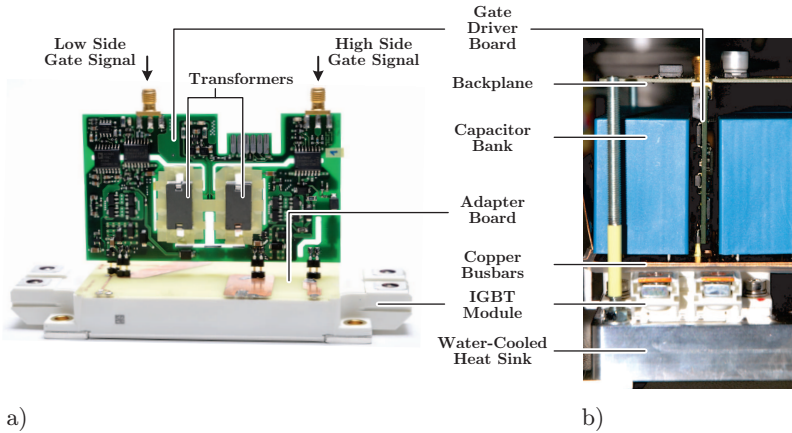 Gate
Driver
Board
Low Side
Gate Signal
High Side
Gate Signal
Transformers
Backplane
Capacitor
Bank
Adapter
Board
Copper
Busbars
IGBT
Module
Water-Cooled
Heat Sink
a)
b)